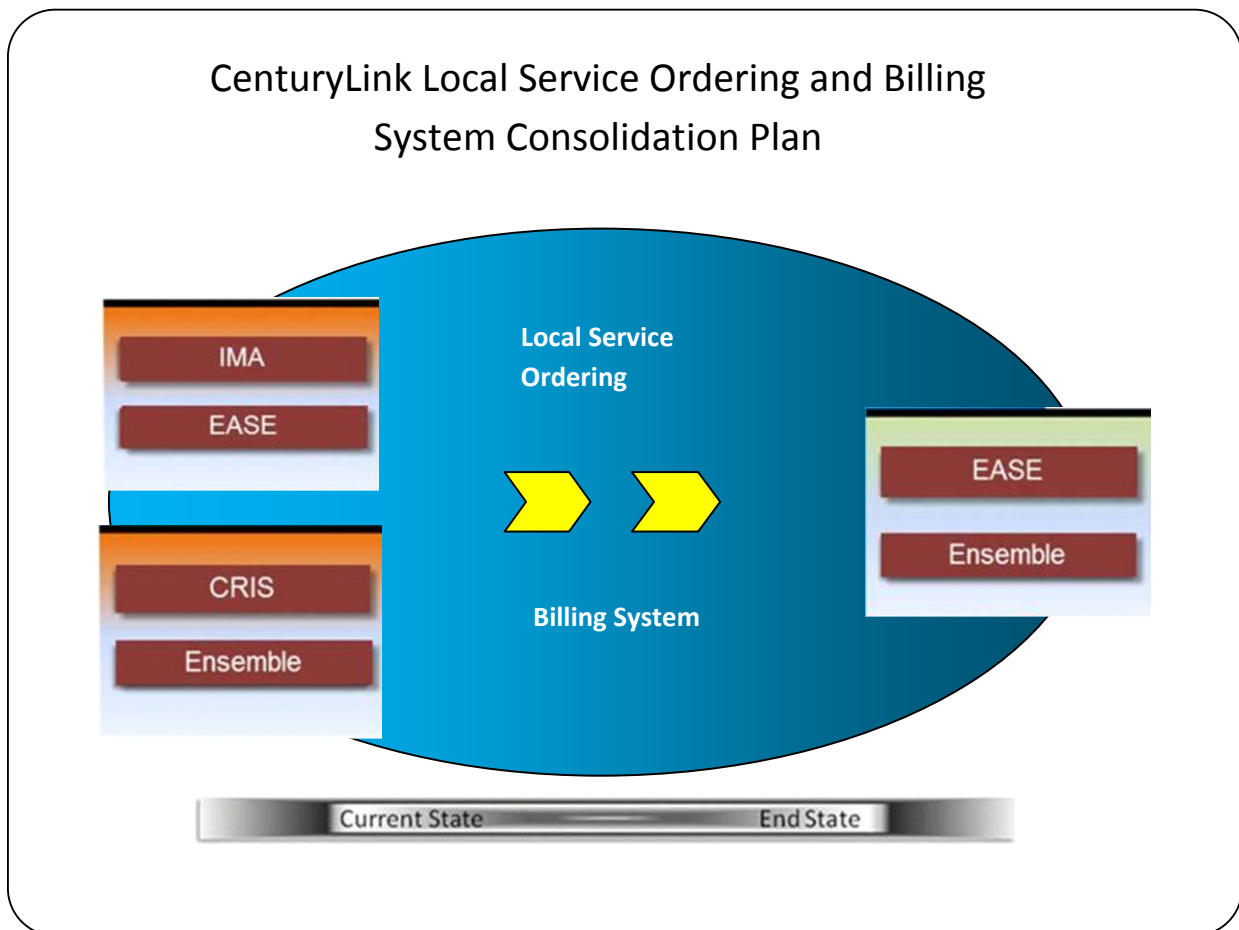 CenturyLink Local Service Ordering and Billing
System Consolidation Plan
IMA
EASE
CRIS
Ensemble
Local Service
Ordering
Billing System
EASE
Ensemble
Current State
End State